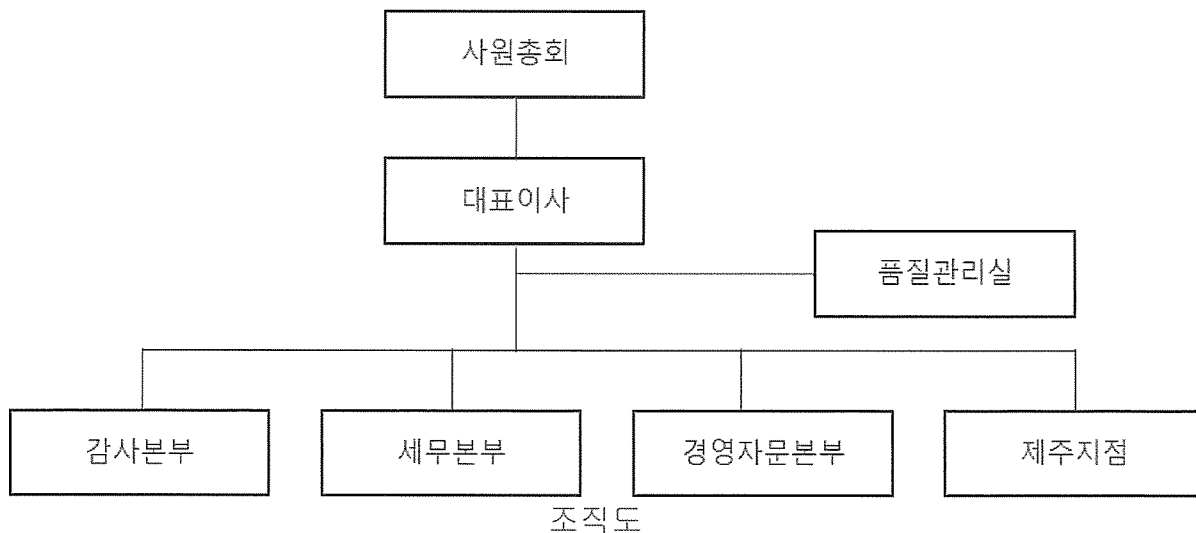 사원총회
대표이사
품질관리실
감사본부
세무본부
경영자문본부
제주지점
조직도